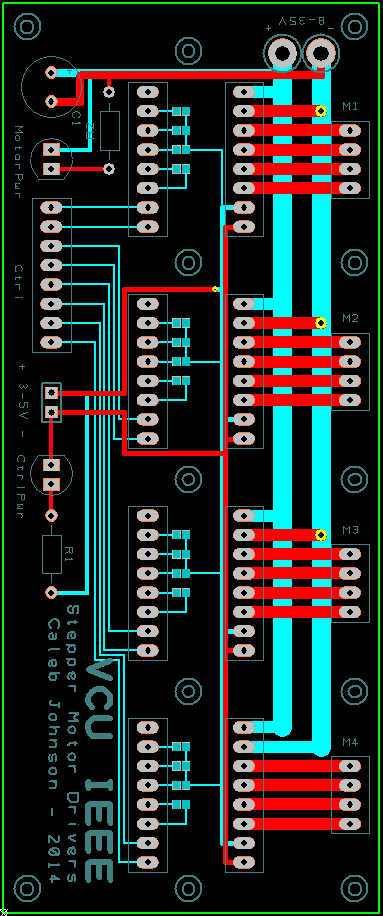 + 8-35V -
M1
C1
MotorPwr
Ctrl
M2
+ 3-5V - CtrlPwr
M3
R1
M4
VCU IEEE
Stepper Motor Drivers
Caleb Johnson - 2014